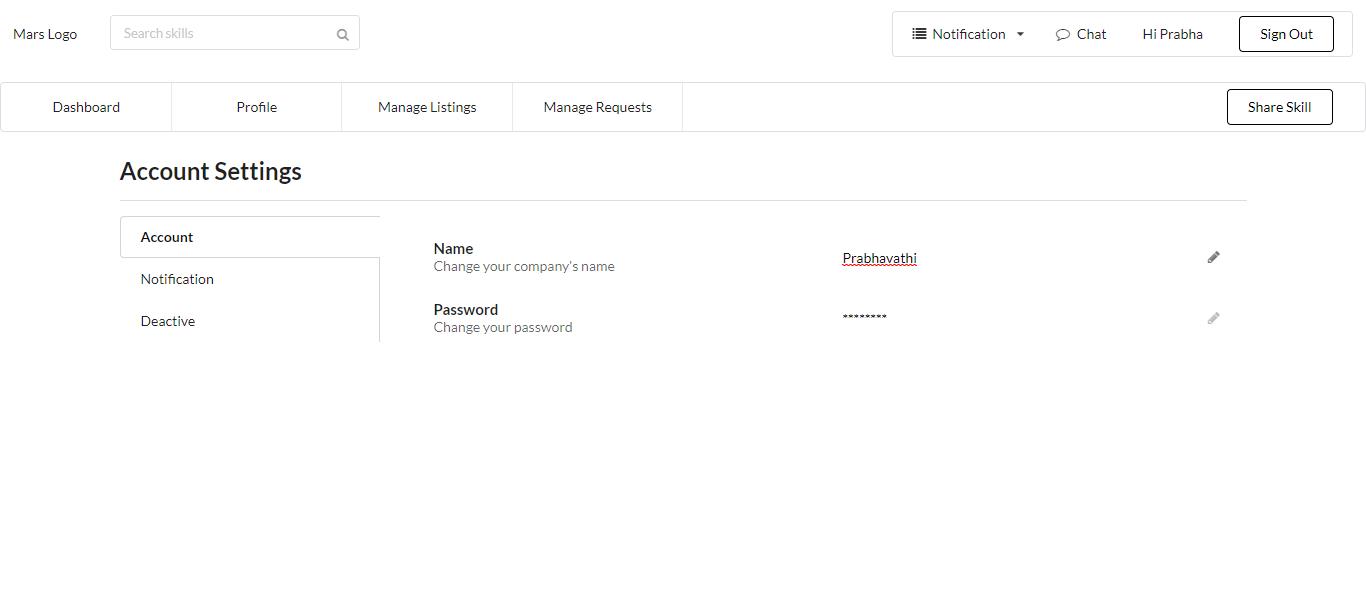 Mars Logo
Search skills
Notification
Chat
Hi Prabha
Sign Out
Dashboard
Profile
Manage Listings
Manage Requests
Share Skill
Account Settings
Account
Notification
Deactive
Name
Change your company's name
Prabhavathi
Password
Change your password
********